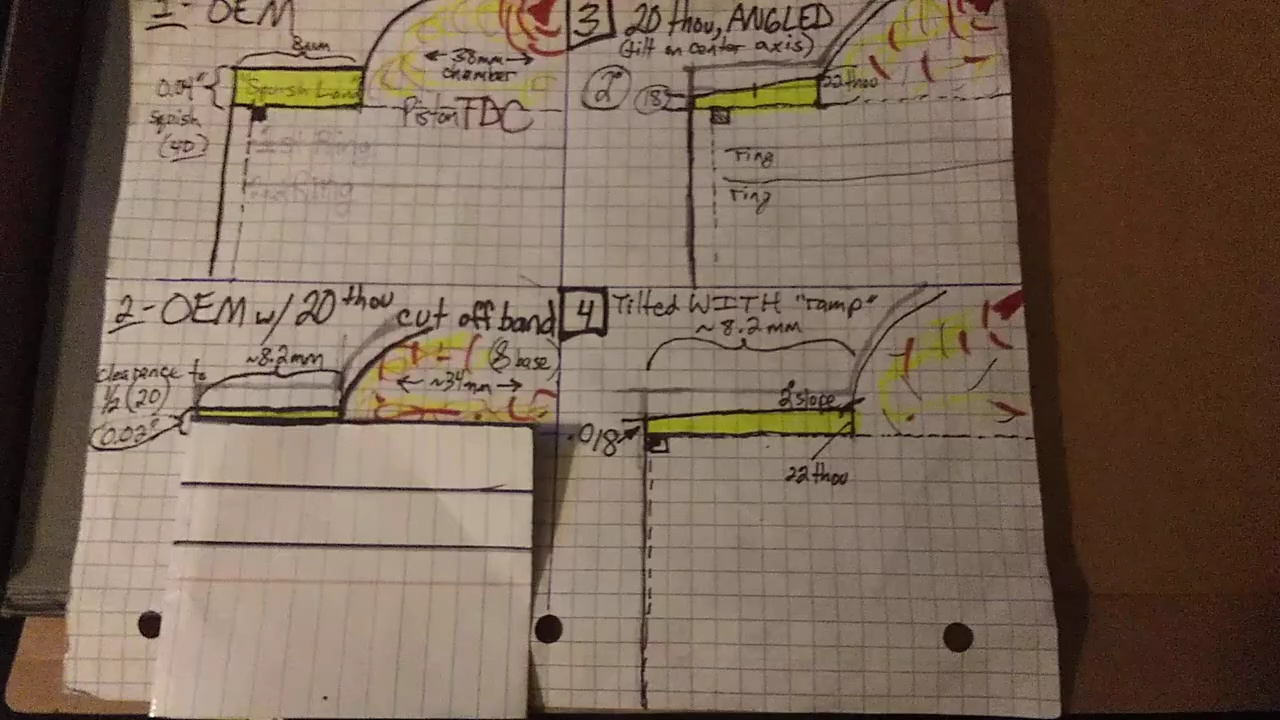 1- OEM
8mm
0.04"
squish
(40)
Squish Land
←38mm→
chamber
Piston TDC
1st Ring
2nd Ring
3 20 thou, ANGLED
(tilt on center axis)
2°
18
22 thou
ring
ring
2- OEM w/ 20 thou cut off band
~8.2mm
clearance to
1/2 (20)
0.02"
(@ base)
←~34mm→
4 Tilted WITH "ramp"
~8.2mm
2° slope
.018
22 thou